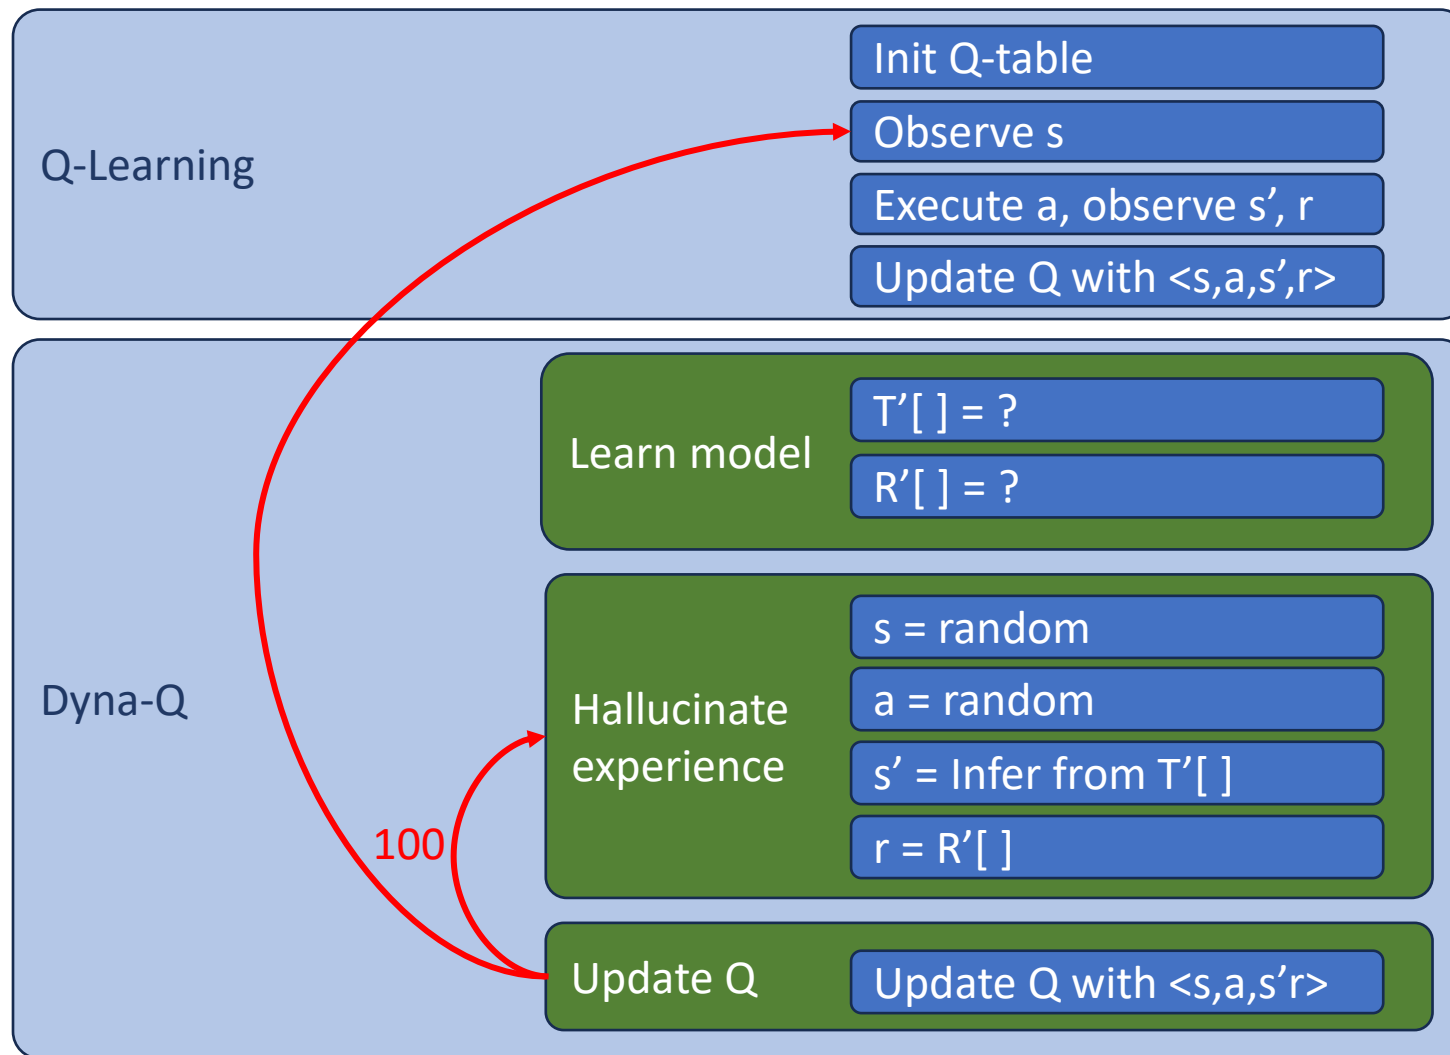 Q-Learning
Init Q-table
Observe s
Execute a, observe s’, r
Update Q with <s,a,s’,r>
Dyna-Q
Learn model
T’[ ] = ?
R’[ ] = ?
Hallucinate
experience
s = random
a = random
s’ = Infer from T’[ ]
r = R’[ ]
100
Update Q
Update Q with <s,a,s’r>